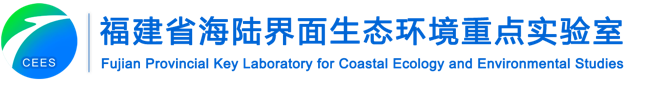 CEES
福建省海陆界面生态环境重点实验室
Fujian Provincial Key Laboratory for Coastal Ecology and Environmental Studies